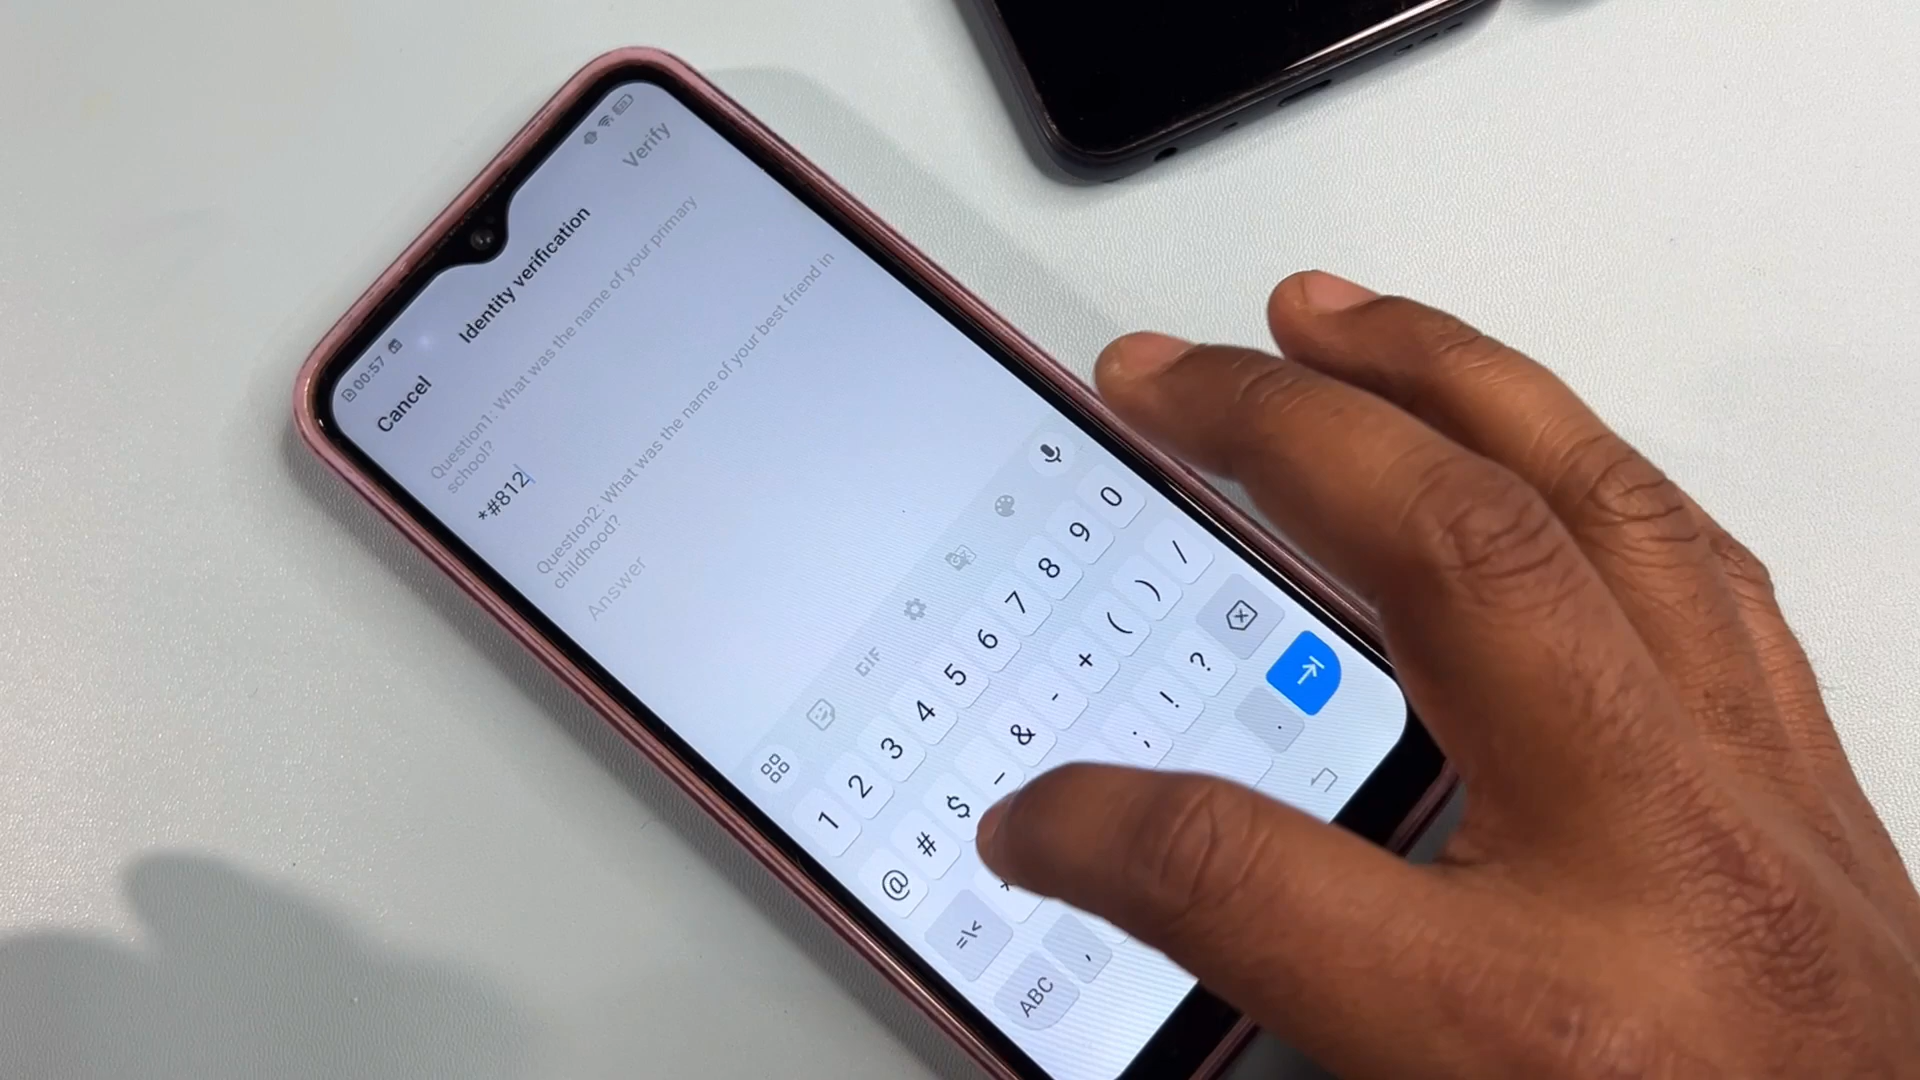 00:57
Cancel
Identity verification
Verify
Question1: What was the name of your primary
school?
*#812
Question2: What was the name of your best friend in
childhood?
Answer
GIF
1 2 3 4 5 6 7 8 9 0
@ # $ _ & - + ( ) /
=\< * ; ! ?
ABC , .